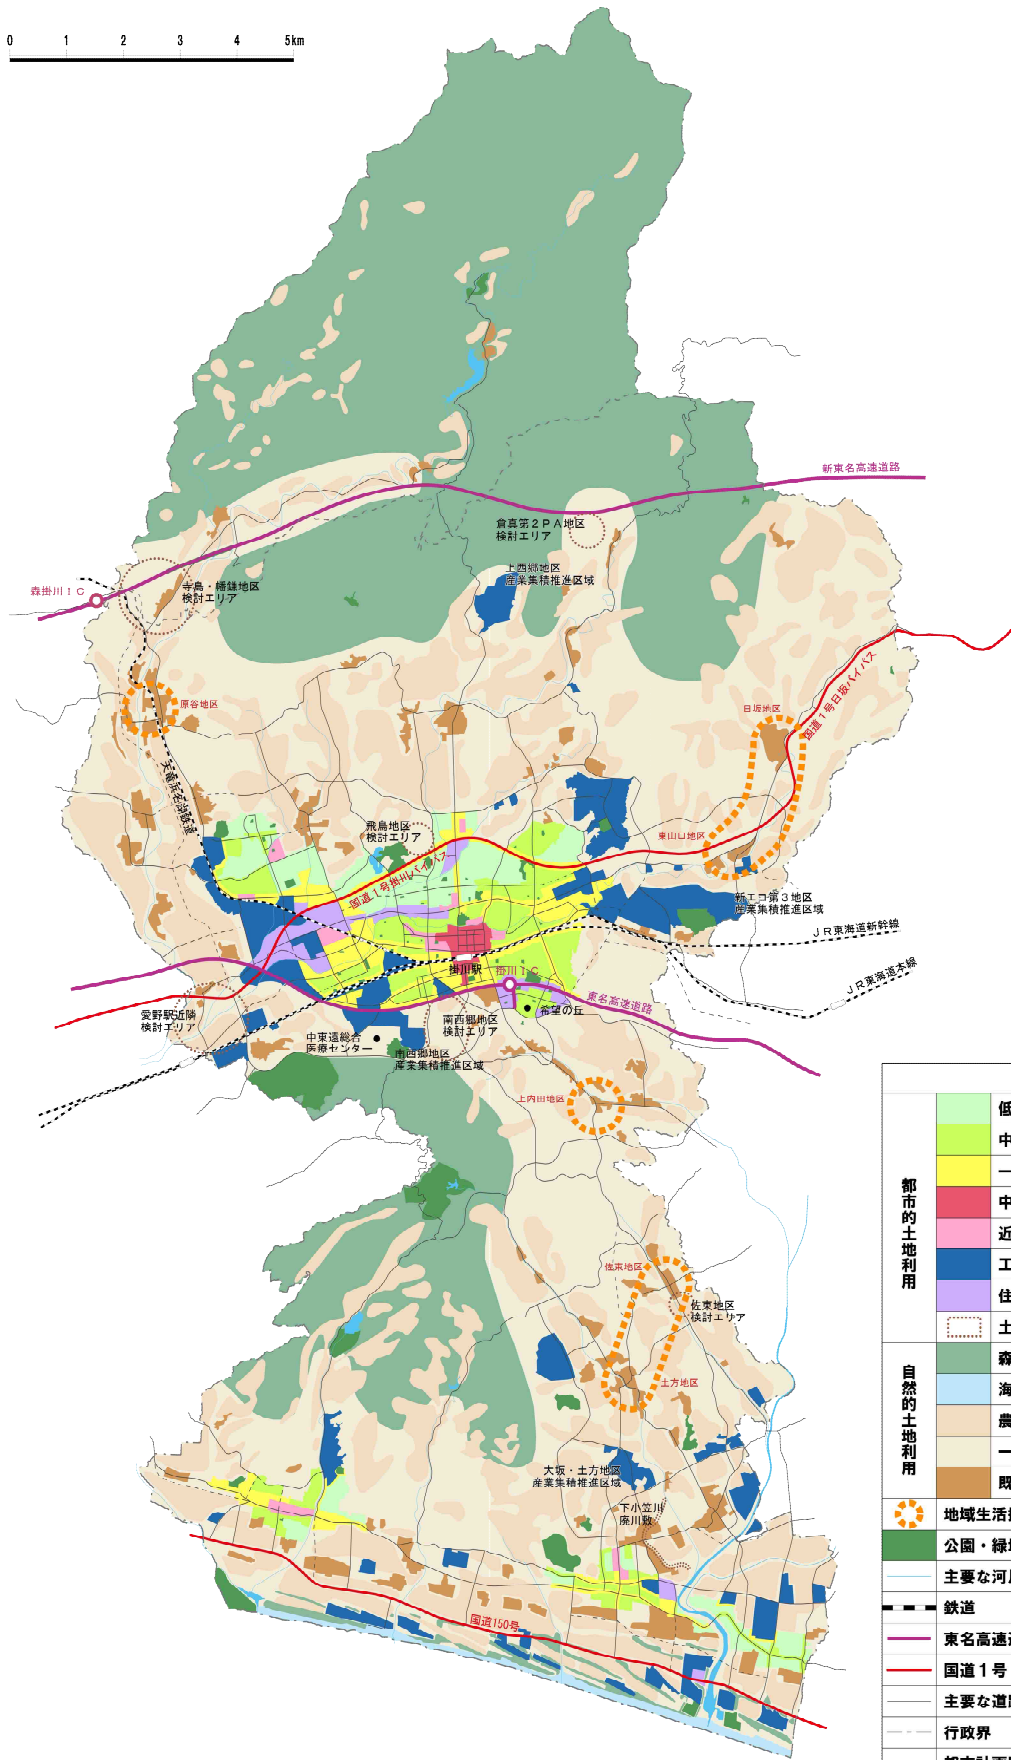 0 1 2 3 4 5km
新東名高速道路
倉真第2PA地区
検討エリア
上西郷地区
産業集積推進区域
森掛川IC
寺島・幡鎌地区
検討エリア
原谷地区
日坂地区
国道1号日坂バイパス
天竜浜名湖鉄道
飛鳥地区
検討エリア
東山口地区
国道1号掛川バイパス
新エコ第3地区
産業集積推進区域
JR東海道新幹線
掛川駅
掛川IC
JR東海道本線
東名高速道路
希望の丘
愛野駅近隣
検討エリア
南西郷地区
検討エリア
中東遠総合
医療センター
南西郷地区
産業集積推進区域
上内田地区
佐束地区
佐束地区
検討エリア
土方地区
大坂・土方地区
産業集積推進区域
下小笠川
廃川敷
国道150号
都市的土地利用
低
中
一
中
近
工
住
土
自然的土地利用
森
海
農
一
既
地域生活
公園・緑
主要な河
鉄道
東名高速
国道1号
主要な道
行政界